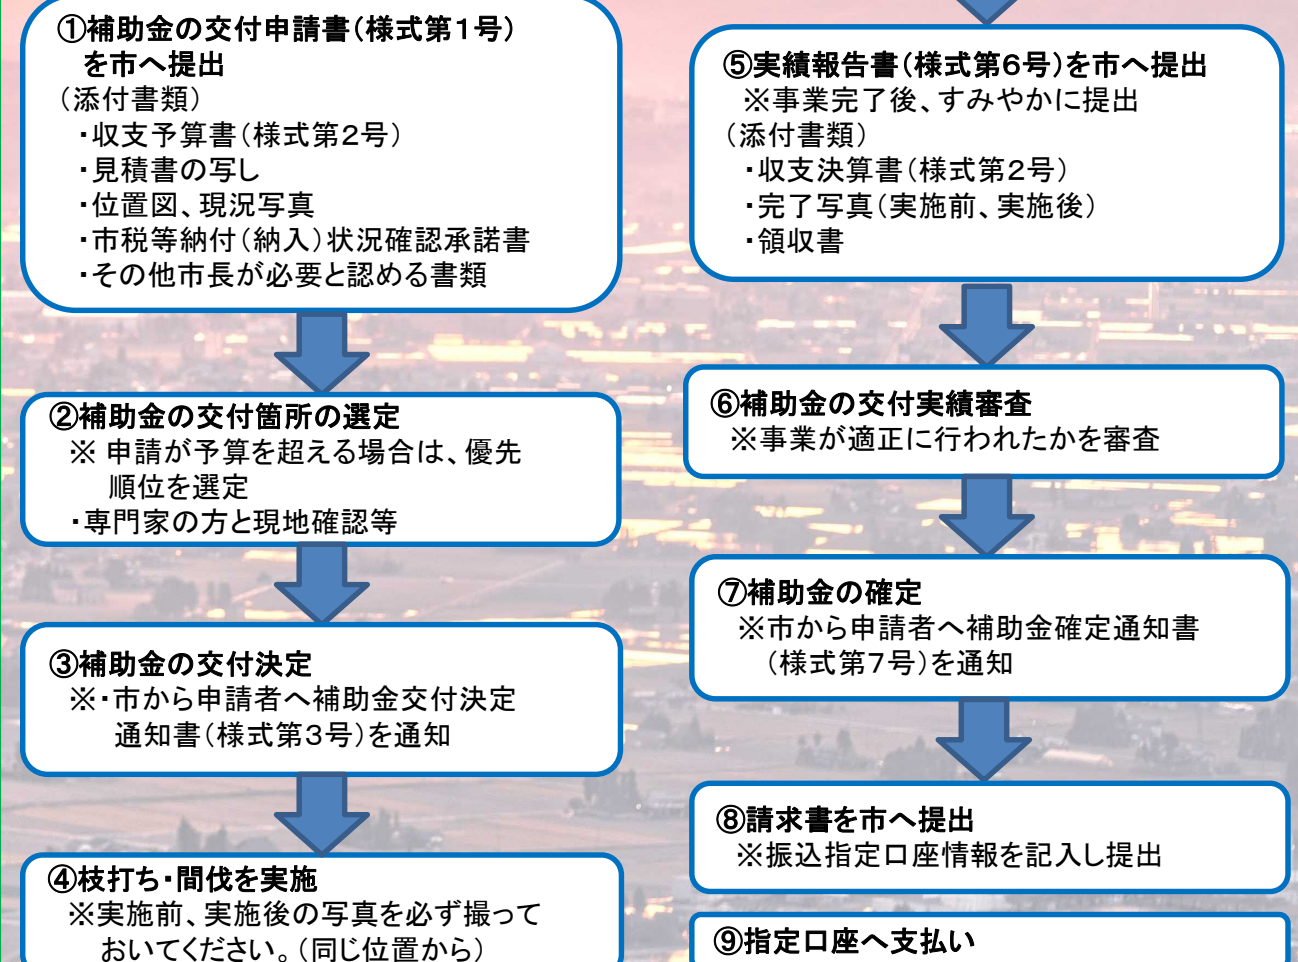 ①補助金の交付申請書(様式第1号)
を市へ提出
(添付書類)
・収支予算書(様式第2号)
・見積書の写し
・位置図、現況写真
・市税等納付(納入)状況確認承諾書
・その他市長が必要と認める書類
②補助金の交付箇所の選定
※ 申請が予算を超える場合は、優先
順位を選定
・専門家の方と現地確認等
③補助金の交付決定
※・市から申請者へ補助金交付決定
通知書(様式第3号)を通知
④枝打ち・間伐を実施
※実施前、実施後の写真を必ず撮って
おいてください。(同じ位置から)
⑤実績報告書(様式第6号)を市へ提出
※事業完了後、すみやかに提出
(添付書類)
・収支決算書(様式第2号)
・完了写真(実施前、実施後)
・領収書
⑥補助金の交付実績審査
※事業が適正に行われたかを審査
⑦補助金の確定
※市から申請者へ補助金確定通知書
(様式第7号)を通知
⑧請求書を市へ提出
※振込指定口座情報を記入し提出
⑨指定口座へ支払い